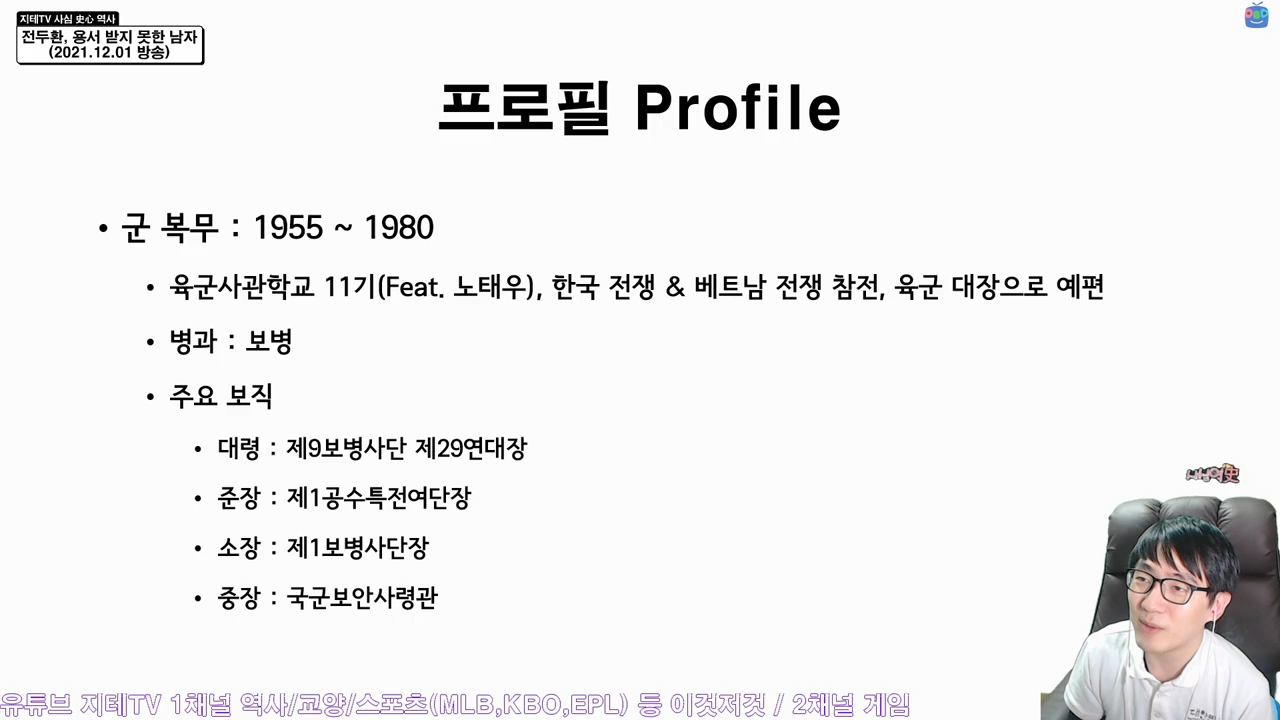 지테TV 사심 史心 역사
전두환, 용서 받지 못한 남자
(2021.12.01 방송)
프로필 Profile
• 군 복무 : 1955 ~ 1980
• 육군사관학교 11기(Feat. 노태우), 한국 전쟁 & 베트남 전쟁 참전, 육군 대장으로 예편
• 병과 : 보병
• 주요 보직
• 대령 : 제9보병사단 제29연대장
• 준장 : 제1공수특전여단장
• 소장 : 제1보병사단장
• 중장 : 국군보안사령관
유튜브 지테TV 1채널 역사/교양/스포츠(MLB,KBO,EPL) 등 이것저것 / 2채널 게임